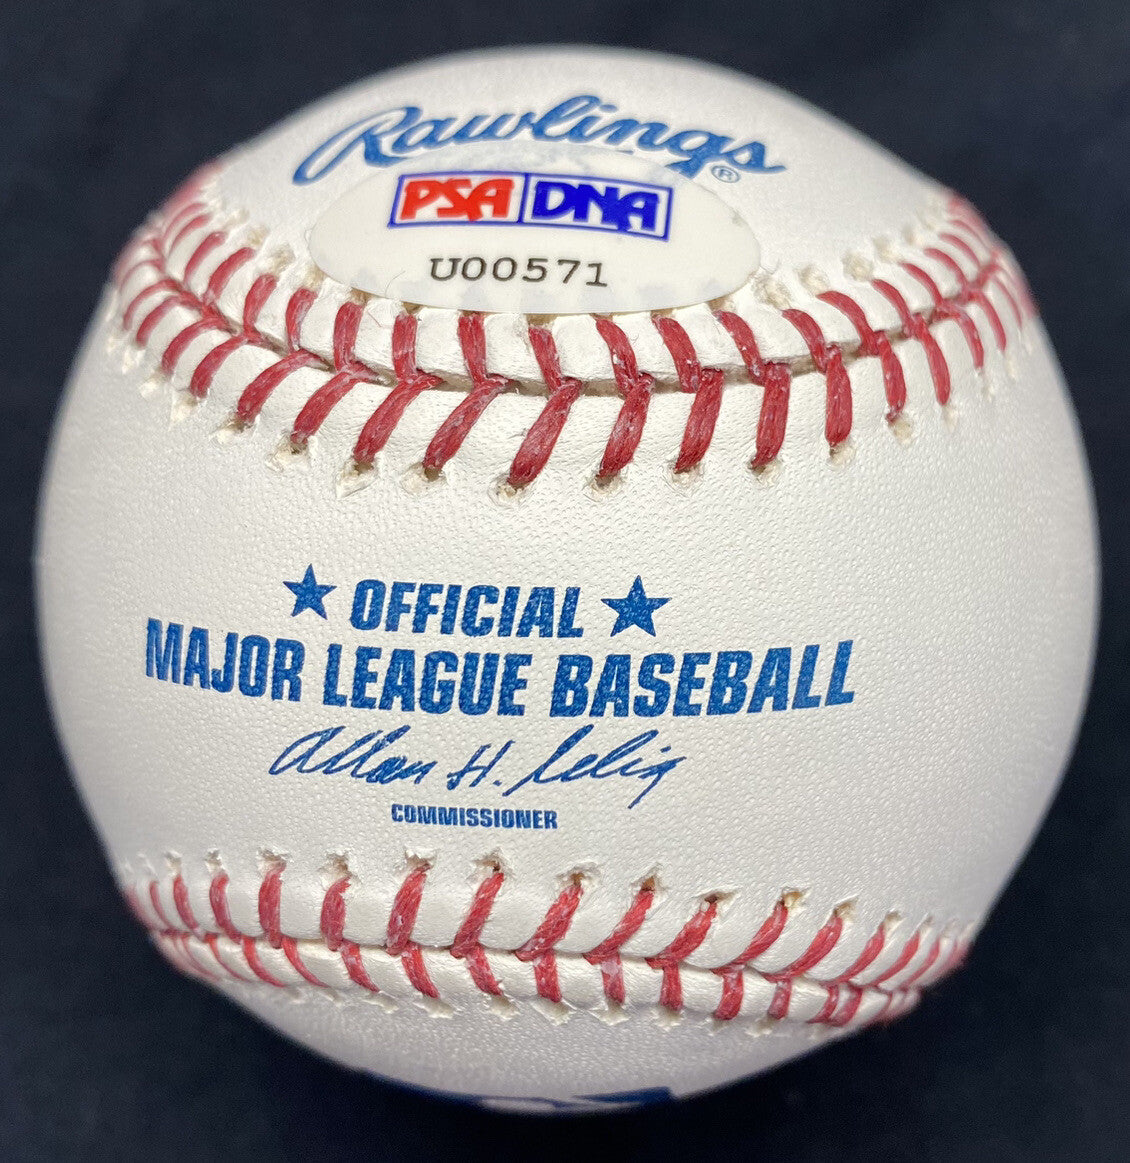 Rawlings®
PSA DNA
U00571
★ OFFICIAL ★
MAJOR LEAGUE BASEBALL
Allan H. Selig
COMMISSIONER